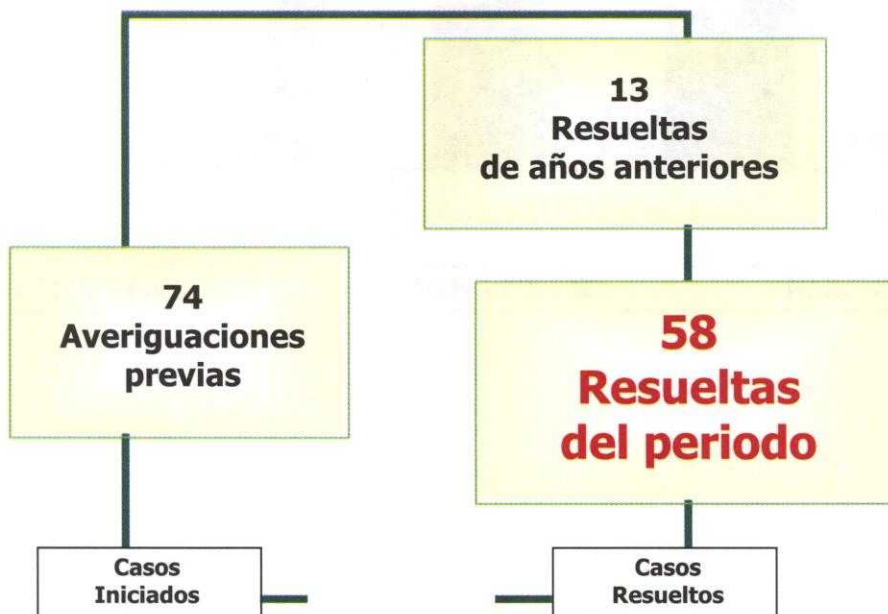 13
Resueltas
de años anteriores
74
Averiguaciones
previas
58
Resueltas
del periodo
Casos
Iniciados
Casos
Resueltos